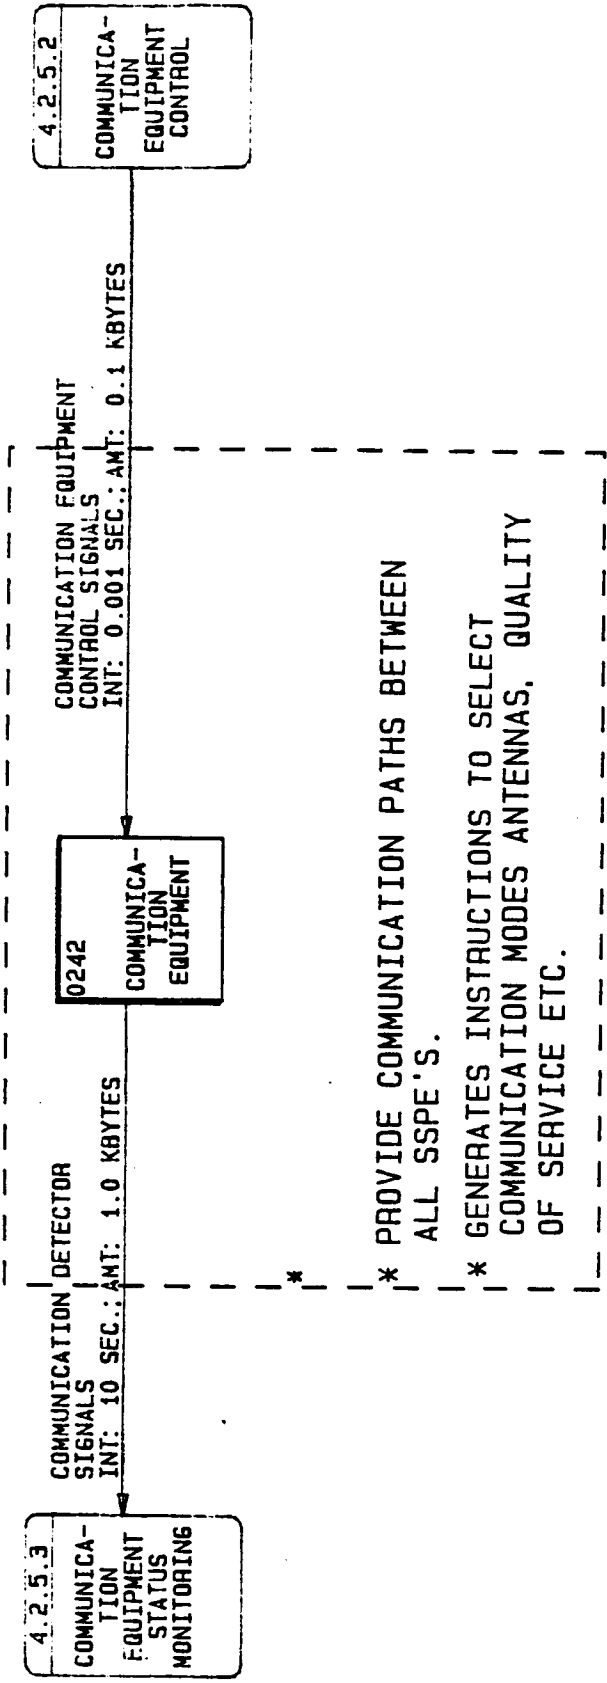 4.2.5.3
COMMUNICA-
TION
EQUIPMENT
STATUS
MONITORING
COMMUNICATION DETECTOR
SIGNALS
INT: 10 SEC.; AMT: 1.0 KBYTES
0242
COMMUNICA-
TION
EQUIPMENT
COMMUNICATION EQUIPMENT
CONTROL SIGNALS
INT: 0.001 SEC.; AMT: 0.1 KBYTES
4.2.5.2
COMMUNICA-
TION
EQUIPMENT
CONTROL
*
* PROVIDE COMMUNICATION PATHS BETWEEN
ALL SSPE'S.
* GENERATES INSTRUCTIONS TO SELECT
COMMUNICATION MODES ANTENNAS, QUALITY
OF SERVICE ETC.